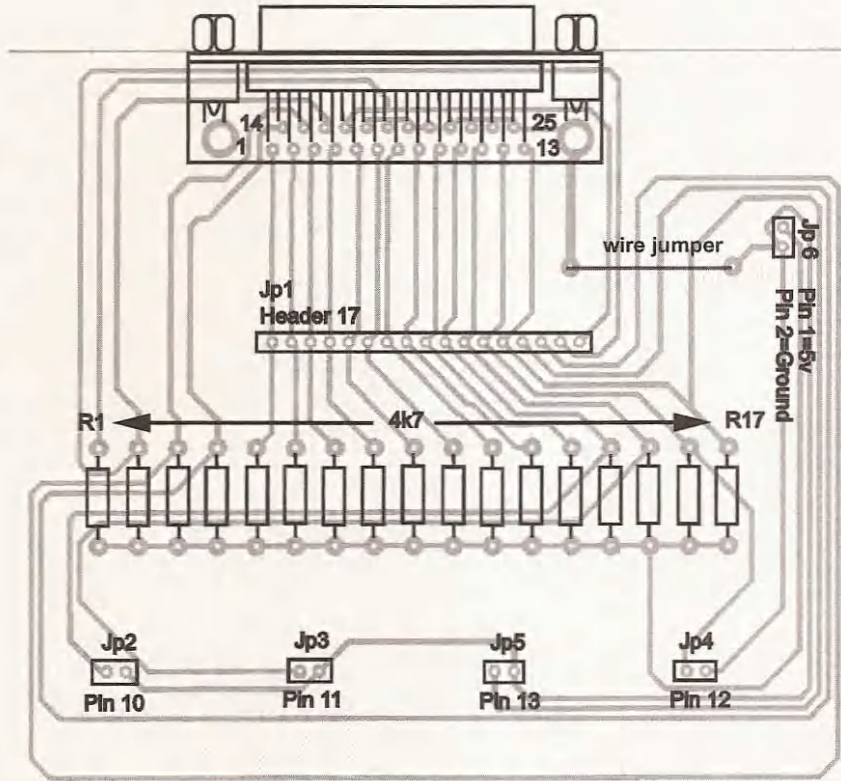 14 25
1 13
Jp 6
wire jumper
Jp1
Header 17
Pin 1=5v
Pin 2=Ground
R1 4k7 R17
Jp2 Jp3 Jp5 Jp4
Pin 10 Pin 11 Pin 13 Pin 12